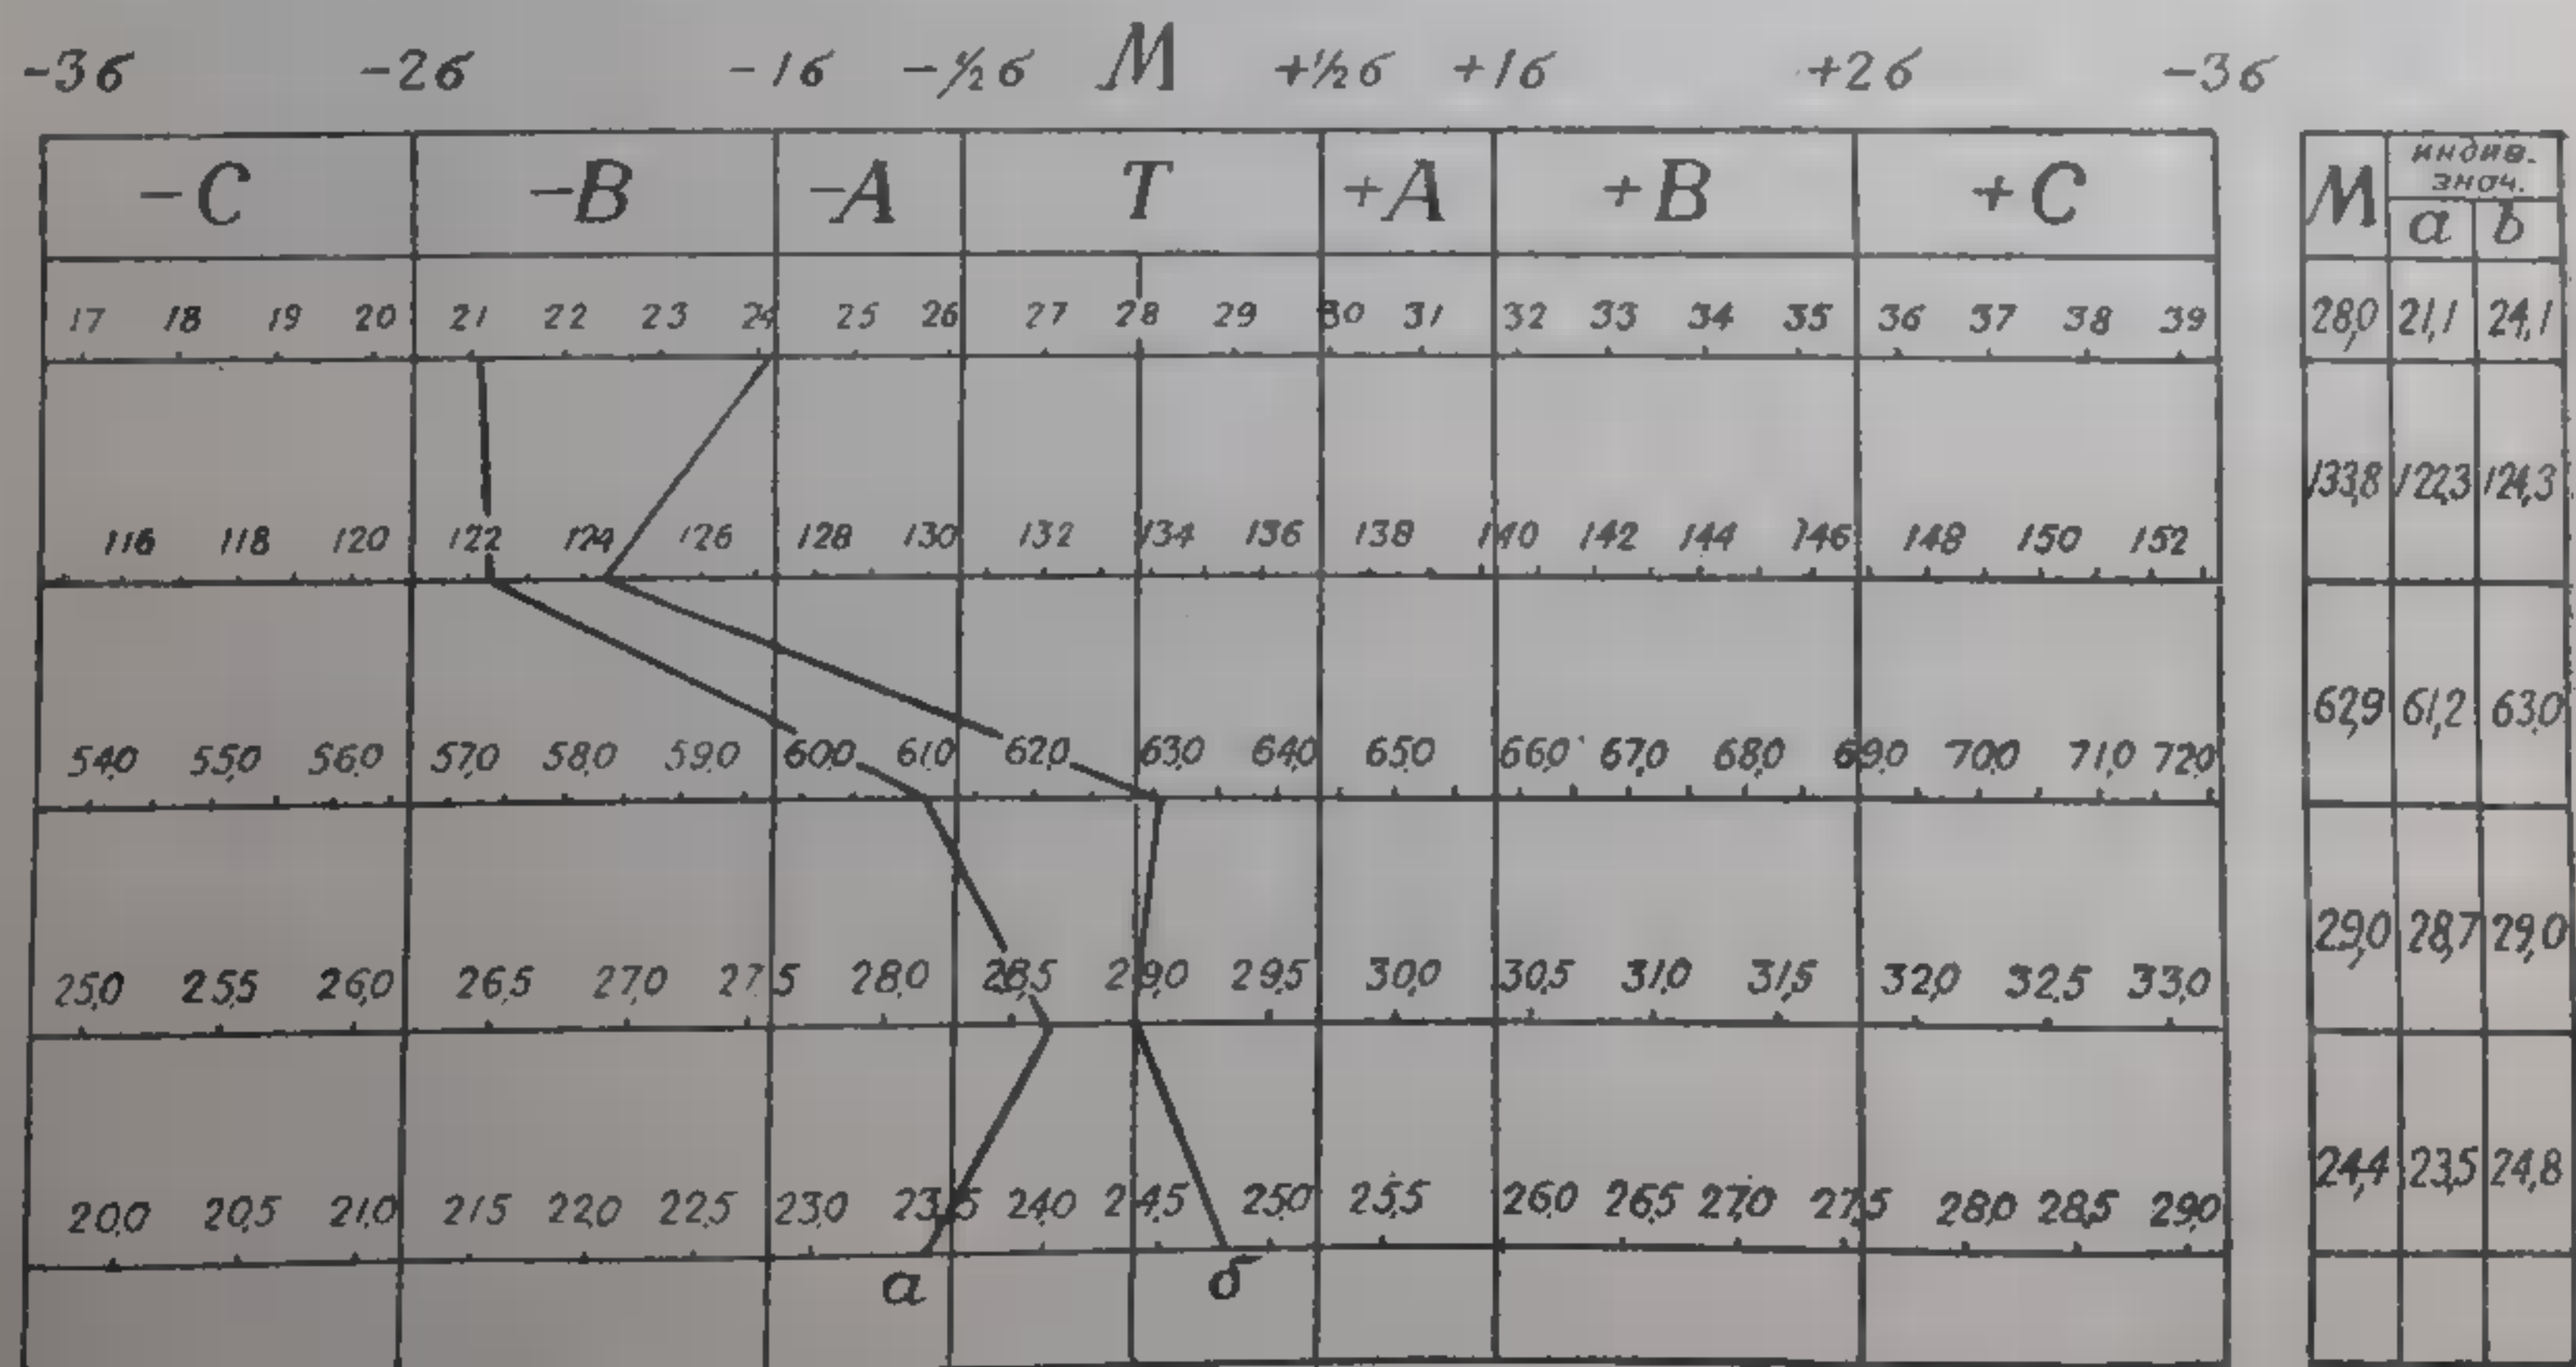 -3σ -2σ -1σ -½σ M +½σ +1σ +2σ -3σ
-C -B -A T +A +B +C M индив. знач.
a b
17 18 19 20 21 22 23 24 25 26 27 28 29 30 31 32 33 34 35 36 37 38 39 28,0 21,1 24,1
133,8 122,3 124,3
116 118 120 122 124 126 128 130 132 134 136 138 140 142 144 146 148 150 152
62,9 61,2 63,0
54,0 55,0 56,0 57,0 58,0 59,0 60,0 61,0 62,0 63,0 64,0 65,0 66,0 67,0 68,0 69,0 70,0 71,0 72,0
29,0 28,7 29,0
25,0 25,5 26,0 26,5 27,0 27,5 28,0 28,5 29,0 29,5 30,0 30,5 31,0 31,5 32,0 32,5 33,0
24,4 23,5 24,8
20,0 20,5 21,0 21,5 22,0 22,5 23,0 23,5 24,0 24,5 25,0 25,5 26,0 26,5 27,0 27,5 28,0 28,5 29,0
а б